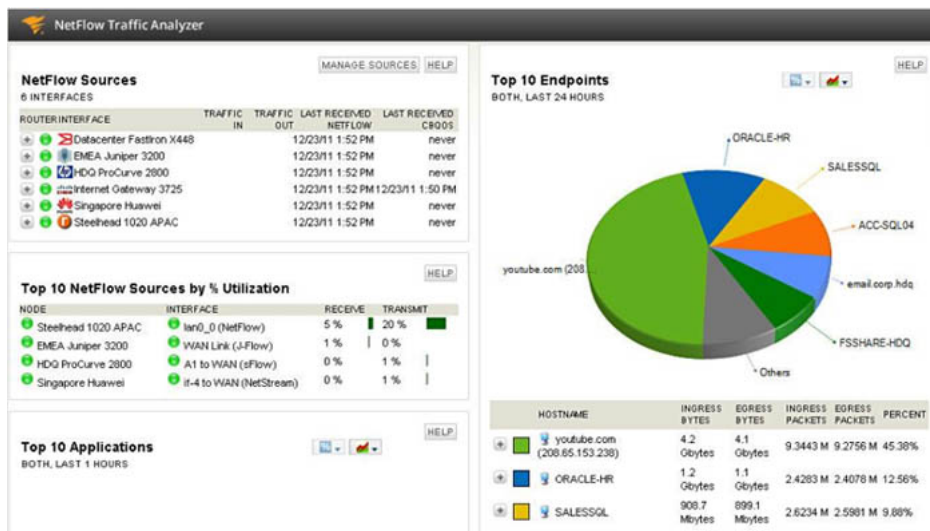 NetFlow Traffic Analyzer
MANAGE SOURCES HELP
NetFlow Sources
6 INTERFACES
ROUTER INTERFACE TRAFFIC IN TRAFFIC OUT LAST RECEIVED NETFLOW LAST RECEIVED CBQOS
Datacenter FastIron X448 12/23/11 1:52 PM never
EMEA Juniper 3200 12/23/11 1:52 PM never
HDQ ProCurve 2800 12/23/11 1:52 PM never
Internet Gateway 3725 12/23/11 1:52 PM 12/23/11 1:50 PM
Singapore Huawei 12/23/11 1:52 PM never
Steelhead 1020 APAC 12/23/11 1:52 PM never
HELP
Top 10 NetFlow Sources by % Utilization
NODE INTERFACE RECEIVE TRANSMIT
Steelhead 1020 APAC lan0_0 (NetFlow) 5 % 20 %
EMEA Juniper 3200 WAN Link (J-Flow) 1 % 0 %
HDQ ProCurve 2800 A1 to WAN (sFlow) 0 % 1 %
Singapore Huawei if-4 to WAN (NetStream) 0 % 1 %
HELP
Top 10 Applications
BOTH, LAST 1 HOURS
HELP
Top 10 Endpoints
BOTH, LAST 24 HOURS
ORACLE-HR
SALESSQL
ACC-SQL04
youtube.com (208....
email.corp.hdq
FSSHARE-HDQ
Others
HOSTNAME INGRESS BYTES EGRESS BYTES INGRESS PACKETS EGRESS PACKETS PERCENT
youtube.com (208.65.153.238) 4.2 Gbytes 4.1 Gbytes 9.3443 M 9.2756 M 45.38%
ORACLE-HR 1.2 Gbytes 1.1 Gbytes 2.4283 M 2.4078 M 12.56%
SALESSQL 908.7 Mbytes 899.1 Mbytes 2.6234 M 2.5981 M 9.88%